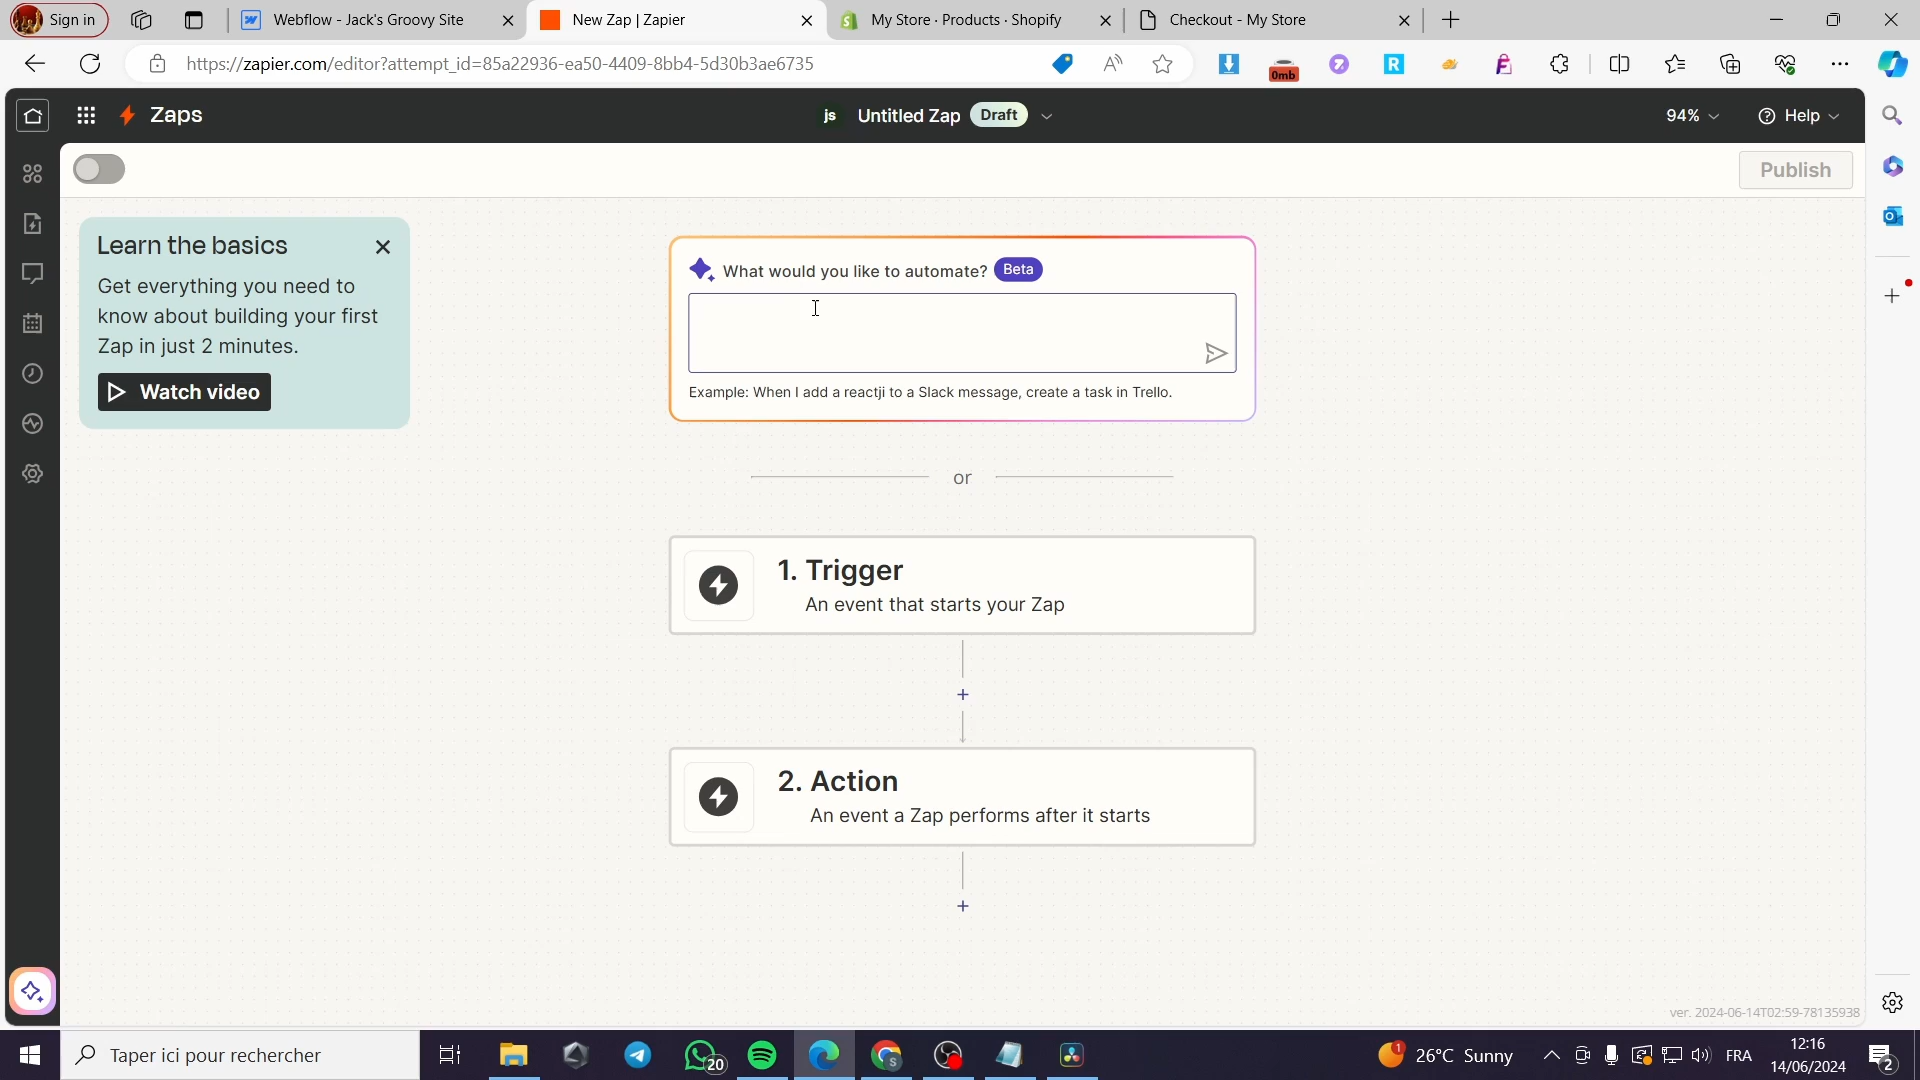 Sign in
Webflow - Jack's Groovy Site
New Zap | Zapier
My Store · Products · Shopify
Checkout - My Store
https://zapier.com/editor?attempt_id=85a22936-ea50-4409-8bb4-5d30b3ae6735
0mb
Zaps
js
Untitled Zap
Draft
94%
Help
Publish
Learn the basics
Get everything you need to
know about building your first
Zap in just 2 minutes.
Watch video
What would you like to automate?
Beta
Example: When I add a reactji to a Slack message, create a task in Trello.
or
1. Trigger
An event that starts your Zap
2. Action
An event a Zap performs after it starts
ver. 2024-06-14T02:59-78135938
Taper ici pour rechercher
20
1
26°C Sunny
FRA
12:16
14/06/2024
2